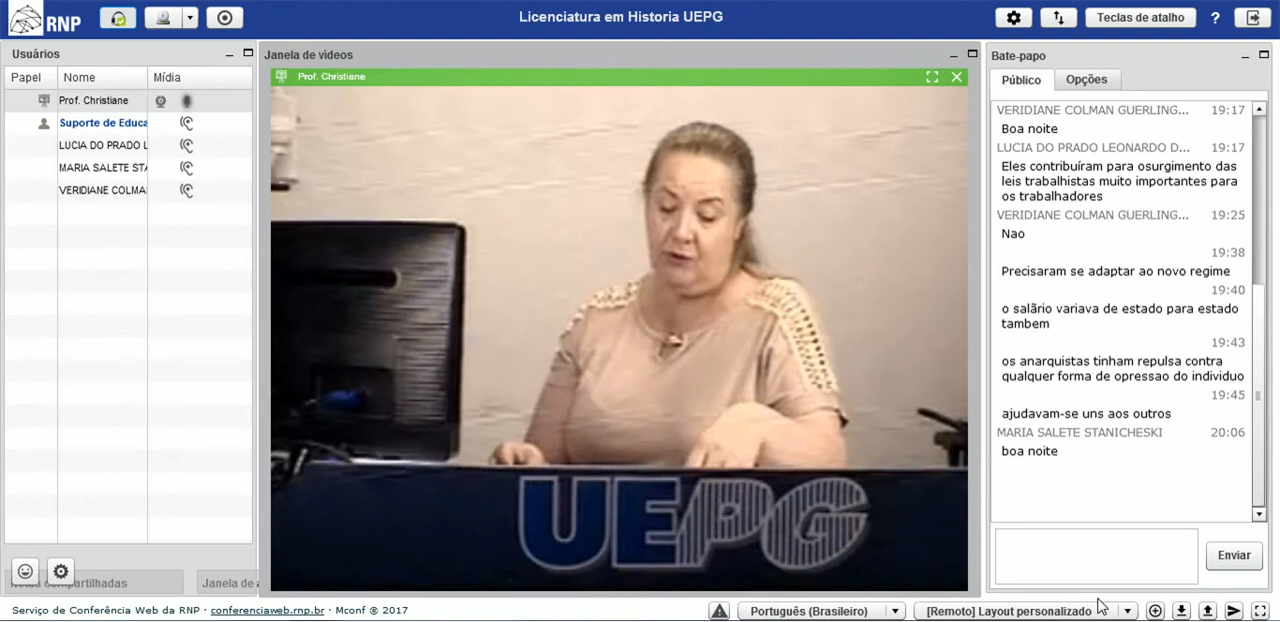 RNP
Licenciatura em Historia UEPG
Teclas de atalho
?
Usuários
Papel Nome Mídia
Prof. Christiane
Suporte de Educa
LUCIA DO PRADO L
MARIA SALETE STA
VERIDIANE COLMA
Janela de
Janela de vídeos
Prof. Christiane
UEPG
Bate-papo
Público Opções
VERIDIANE COLMAN GUERLING... 19:17
Boa noite
LUCIA DO PRADO LEONARDO D... 19:17
Eles contribuíram para osurgimento das
leis trabalhistas muito importantes para
os trabalhadores
VERIDIANE COLMAN GUERLING... 19:25
Nao
19:38
Precisaram se adaptar ao novo regime
19:40
o salãrio variava de estado para estado
tambem
19:43
os anarquistas tinham repulsa contra
qualquer forma de opressao do individuo
19:45
ajudavam-se uns aos outros
MARIA SALETE STANICHESKI 20:06
boa noite
Enviar
Serviço de Conferência Web da RNP · conferenciaweb.rnp.br · Mconf ® 2017
Português (Brasileiro)
[Remoto] Layout personalizado